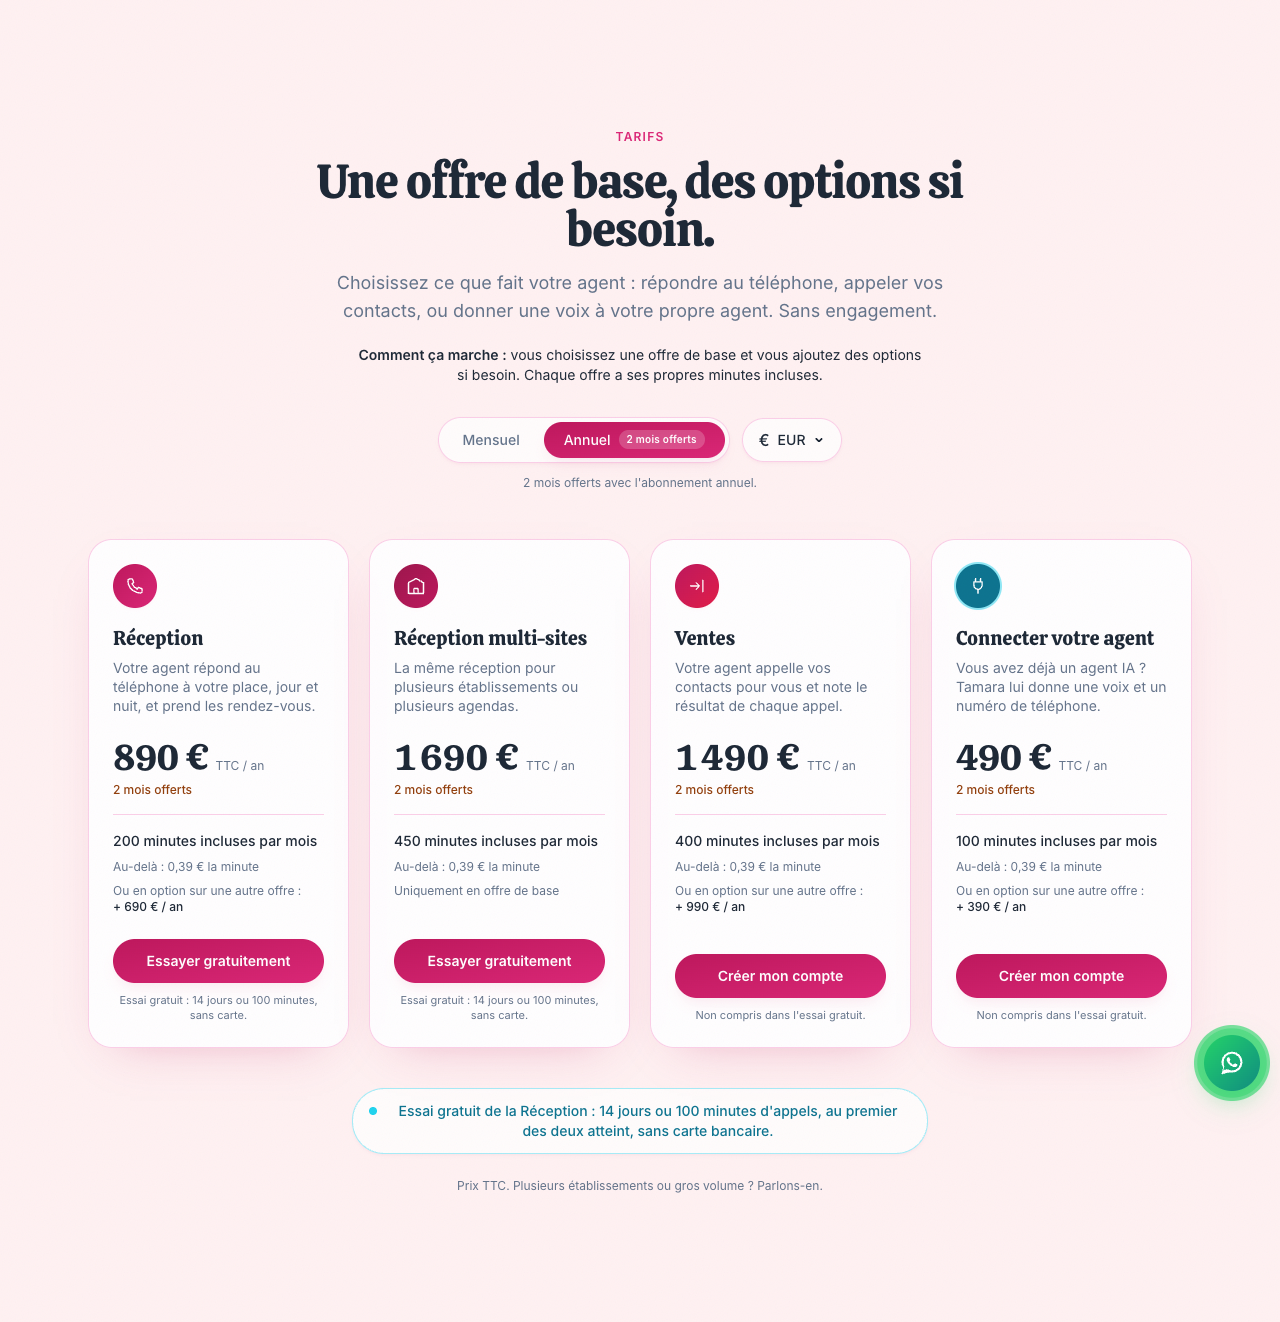 TARIFS
Une offre de base, des options si
besoin.
Choisissez ce que fait votre agent : répondre au téléphone, appeler vos
contacts, ou donner une voix à votre propre agent. Sans engagement.
Comment ça marche : vous choisissez une offre de base et vous ajoutez des options
si besoin. Chaque offre a ses propres minutes incluses.
Mensuel
Annuel 2 mois offerts
€ EUR
2 mois offerts avec l'abonnement annuel.
Réception
Votre agent répond au
téléphone à votre place, jour et
nuit, et prend les rendez-vous.
890 € TTC / an
2 mois offerts
200 minutes incluses par mois
Au-delà : 0,39 € la minute
Ou en option sur une autre offre :
+ 690 € / an
Essayer gratuitement
Essai gratuit : 14 jours ou 100 minutes,
sans carte.
Réception multi-sites
La même réception pour
plusieurs établissements ou
plusieurs agendas.
1 690 € TTC / an
2 mois offerts
450 minutes incluses par mois
Au-delà : 0,39 € la minute
Uniquement en offre de base
Essayer gratuitement
Essai gratuit : 14 jours ou 100 minutes,
sans carte.
Ventes
Votre agent appelle vos
contacts pour vous et note le
résultat de chaque appel.
1 490 € TTC / an
2 mois offerts
400 minutes incluses par mois
Au-delà : 0,39 € la minute
Ou en option sur une autre offre :
+ 990 € / an
Créer mon compte
Non compris dans l'essai gratuit.
Connecter votre agent
Vous avez déjà un agent IA ?
Tamara lui donne une voix et un
numéro de téléphone.
490 € TTC / an
2 mois offerts
100 minutes incluses par mois
Au-delà : 0,39 € la minute
Ou en option sur une autre offre :
+ 390 € / an
Créer mon compte
Non compris dans l'essai gratuit.
Essai gratuit de la Réception : 14 jours ou 100 minutes d'appels, au premier
des deux atteint, sans carte bancaire.
Prix TTC. Plusieurs établissements ou gros volume ? Parlons-en.